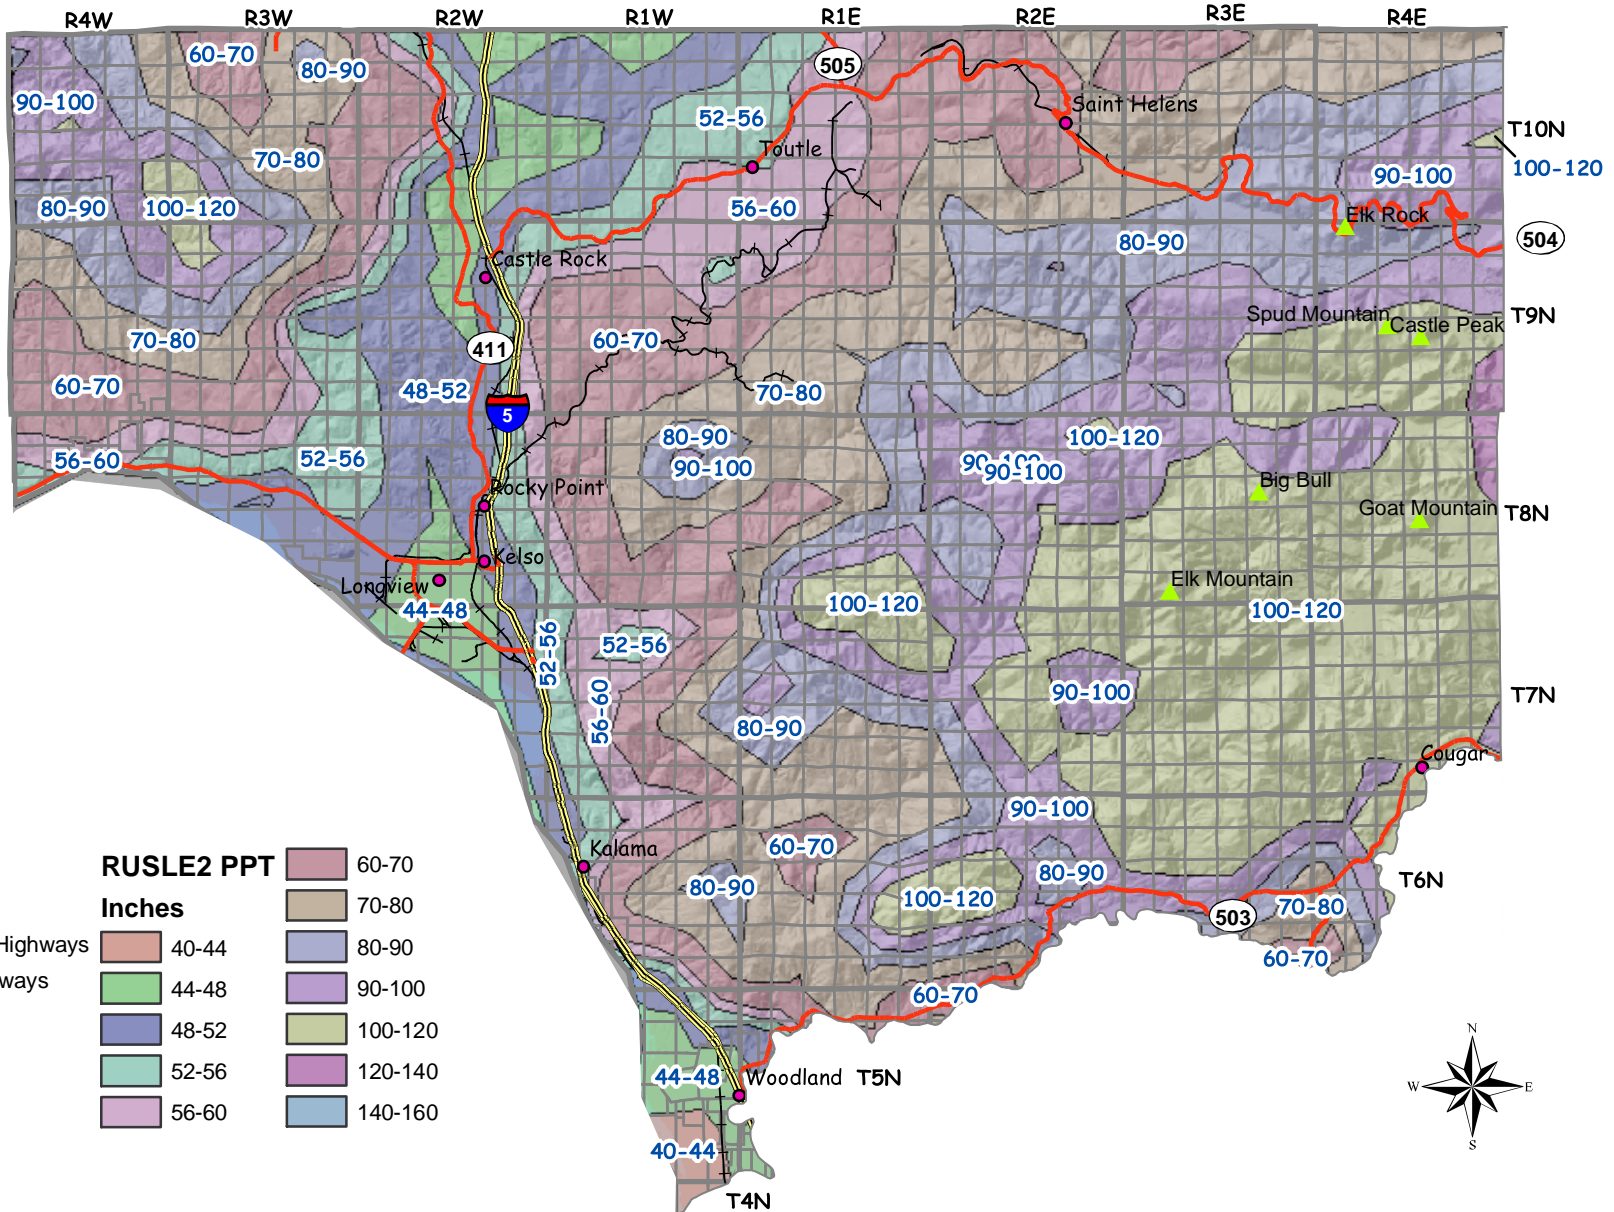 R4W R3W R2W R1W R1E R2E R3E R4E
60-70
80-90
505
90-100
Saint Helens
52-56
T10N
Toutle
70-80
100-120
90-100
80-90
100-120
56-60
Elk Rock
80-90
504
Castle Rock
Spud Mountain
T9N
Castle Peak
70-80
411
60-70
60-70
48-52
70-80
5
80-90
100-120
56-60
52-56
90-100
90-100
90-100
Big Bull
Rocky Point
Goat Mountain
T8N
Kelso
Longview
Elk Mountain
44-48
100-120
100-120
52-56
52-56
90-100
T7N
56-60
80-90
Cougar
90-100
60-70
Kalama
80-90
80-90
T6N
100-120
70-80
503
60-70
60-70
44-48
Woodland T5N
40-44
T4N
RUSLE2 PPT
Inches
Highways
ways
40-44
44-48
48-52
52-56
56-60
60-70
70-80
80-90
90-100
100-120
120-140
140-160
N
W E
S